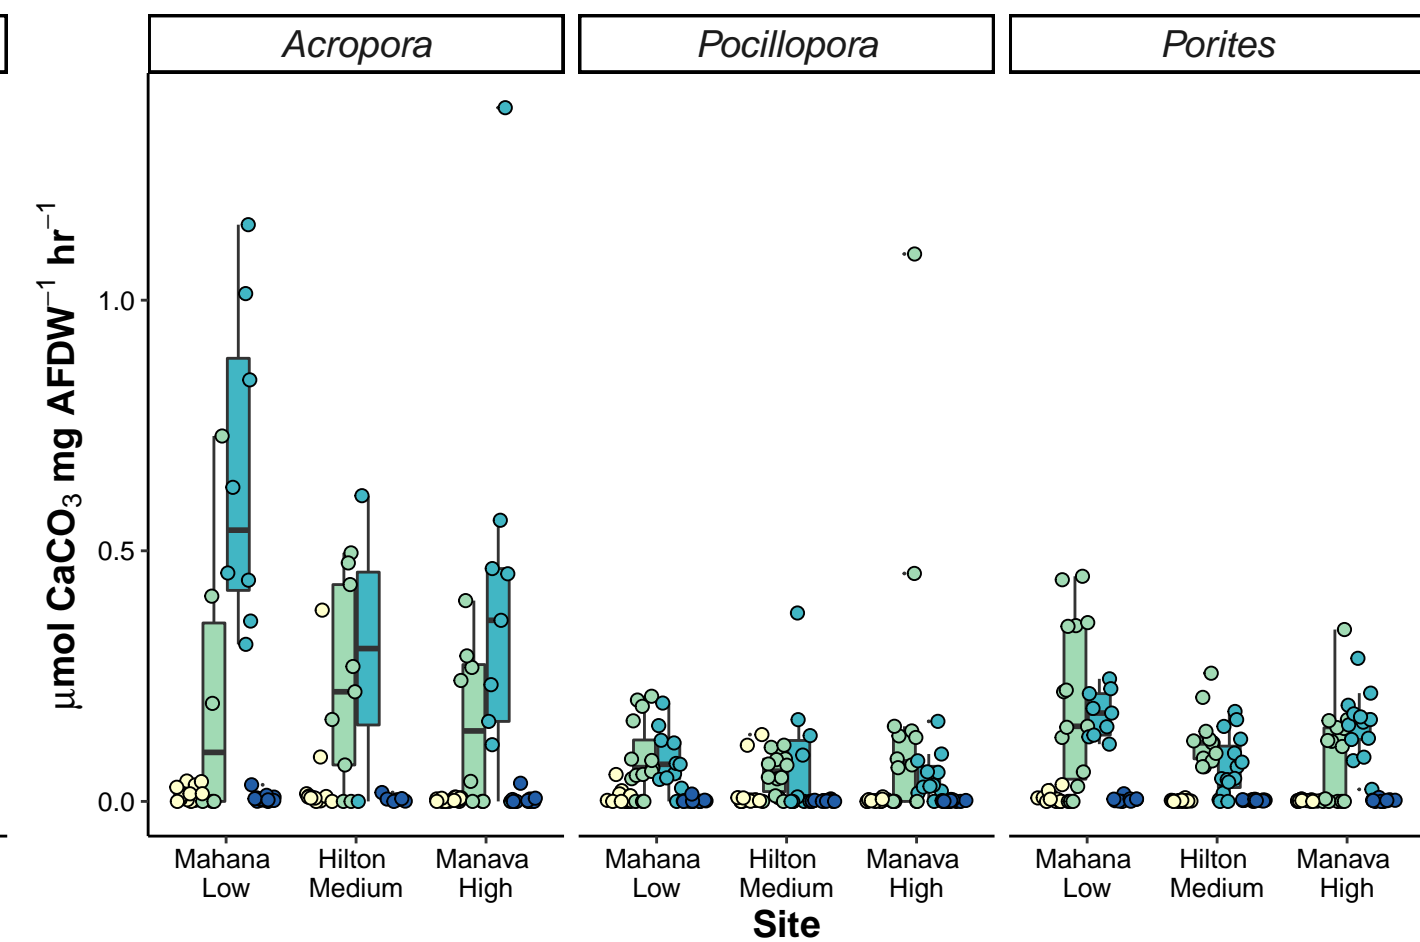 Acropora Pocillopora Porites
μmol CaCO₃ mg AFDW⁻¹ hr⁻¹
1.0
0.5
0.0
Mahana Hilton Manava Mahana Hilton Manava Mahana Hilton Manava
Low Medium High Low Medium High Low Medium High
Site